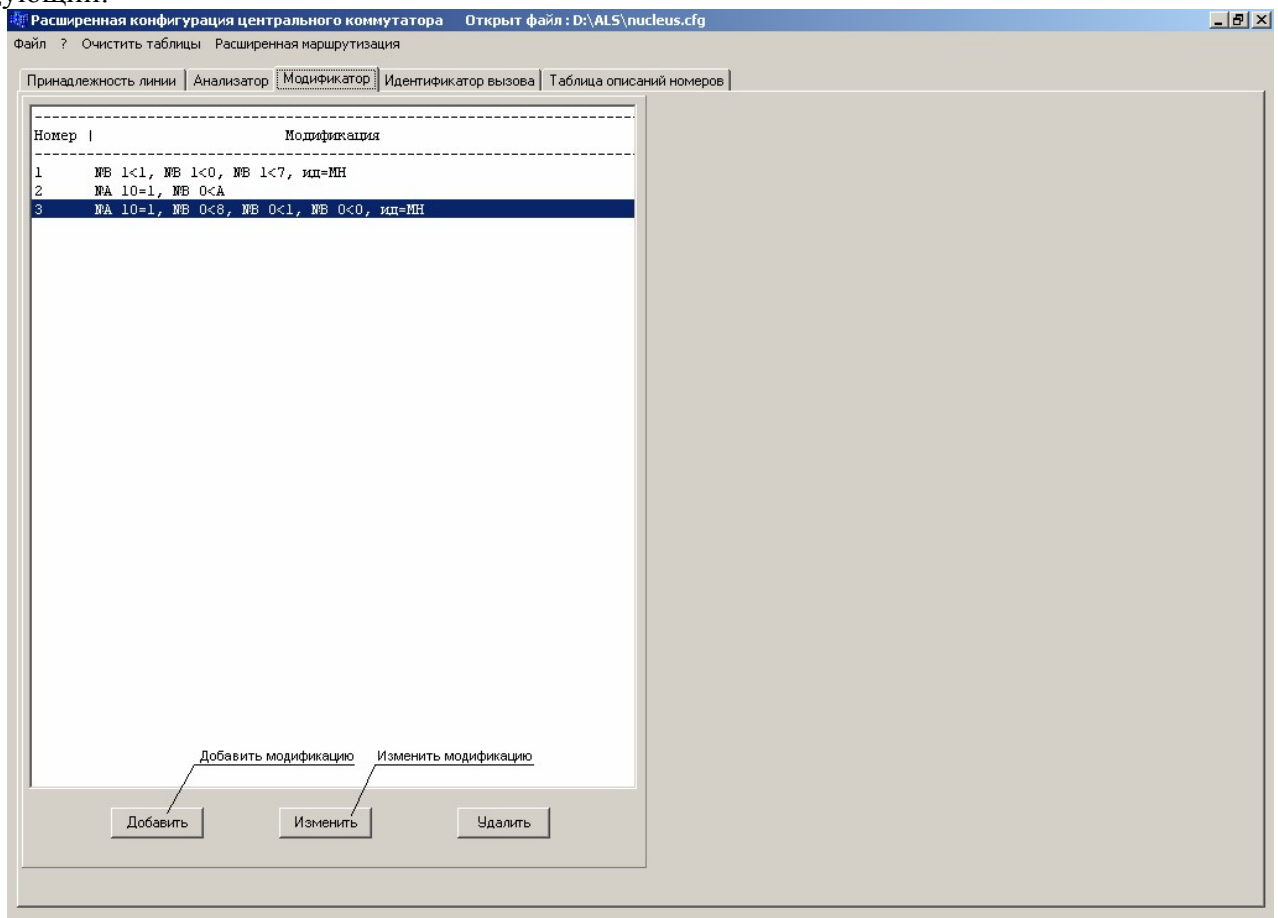 дующий:
Расширенная конфигурация центрального коммутатора Открыт файл : D:\ALS\nucleus.cfg
Файл ? Очистить таблицы Расширенная маршрутизация
Принадлежность линии Анализатор Модификатор Идентификатор вызова Таблица описаний номеров
Номер | Модификация
1 №B 1<1, №B 1<0, №B 1<7, ид=МН
2 №A 10=1, №B 0<A
3 №A 10=1, №B 0<8, №B 0<1, №B 0<0, ид=МН
Добавить модификацию Изменить модификацию
Добавить Изменить Удалить